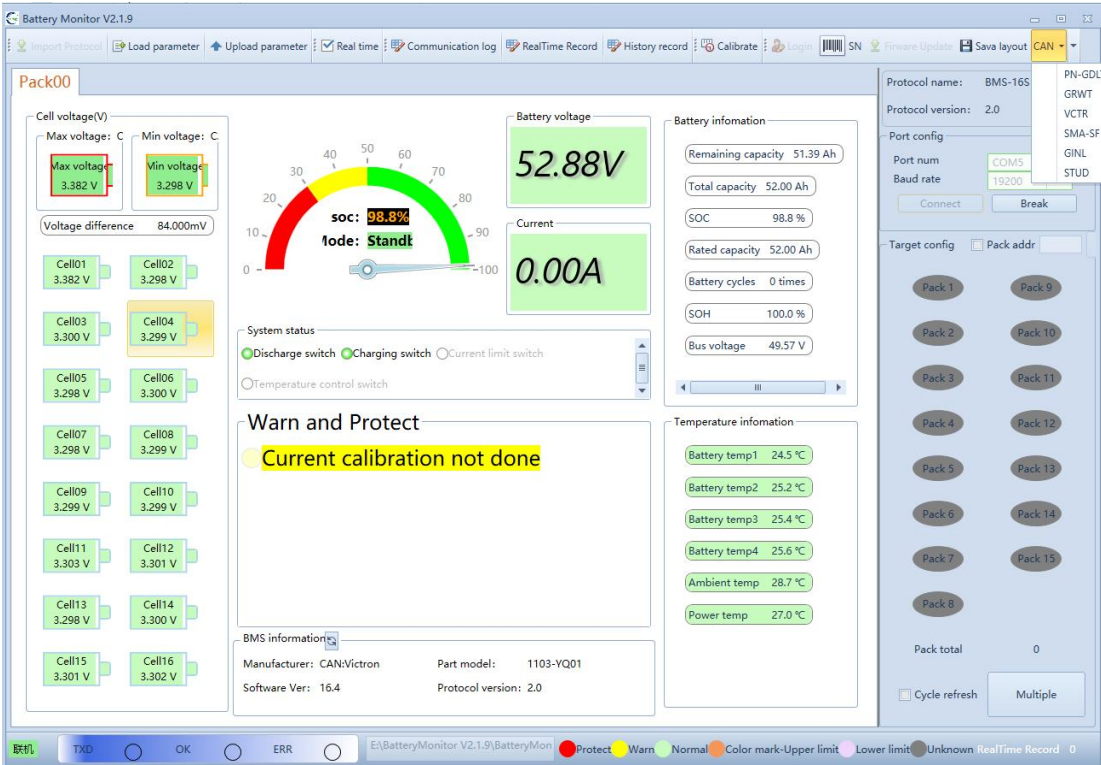 Battery Monitor V2.1.9
Import Protocol Load parameter Upload parameter Real time Communication log RealTime Record History record Calibrate Login SN Firware Update Sava layout CAN
PN-GDL
GRWT
VCTR
SMA-SF
GINL
STUD
Pack00
Cell voltage(V)
Max voltage: C Min voltage: C
Max voltage Min voltage
3.382 V 3.298 V
Voltage difference 84.000mV
Cell01 Cell02
3.382 V 3.298 V
Cell03 Cell04
3.300 V 3.299 V
Cell05 Cell06
3.298 V 3.300 V
Cell07 Cell08
3.298 V 3.299 V
Cell09 Cell10
3.299 V 3.299 V
Cell11 Cell12
3.303 V 3.301 V
Cell13 Cell14
3.298 V 3.300 V
Cell15 Cell16
3.301 V 3.302 V
0 10 20 30 40 50 60 70 80 90 100
soc: 98.8%
Mode: Standb
Battery voltage
52.88V
Current
0.00A
System status
Discharge switch Charging switch Current limit switch
Temperature control switch
Warn and Protect
Current calibration not done
BMS information
Manufacturer: CAN:Victron Part model: 1103-YQ01
Software Ver: 16.4 Protocol version: 2.0
Battery infomation
Remaining capacity 51.39 Ah
Total capacity 52.00 Ah
SOC 98.8 %
Rated capacity 52.00 Ah
Battery cycles 0 times
SOH 100.0 %
Bus voltage 49.57 V
Temperature infomation
Battery temp1 24.5 ℃
Battery temp2 25.2 ℃
Battery temp3 25.4 ℃
Battery temp4 25.6 ℃
Ambient temp 28.7 ℃
Power temp 27.0 ℃
Protocol name: BMS-16S
Protocol version: 2.0
Port config
Port num COM5
Baud rate 19200
Connect Break
Target config Pack addr
Pack 1 Pack 9
Pack 2 Pack 10
Pack 3 Pack 11
Pack 4 Pack 12
Pack 5 Pack 13
Pack 6 Pack 14
Pack 7 Pack 15
Pack 8
Pack total 0
Cycle refresh Multiple
联机 TXD OK ERR E:\BatteryMonitor V2.1.9\BatteryMon Protect Warn Normal Color mark-Upper limit Lower limit Unknown RealTime Record 0